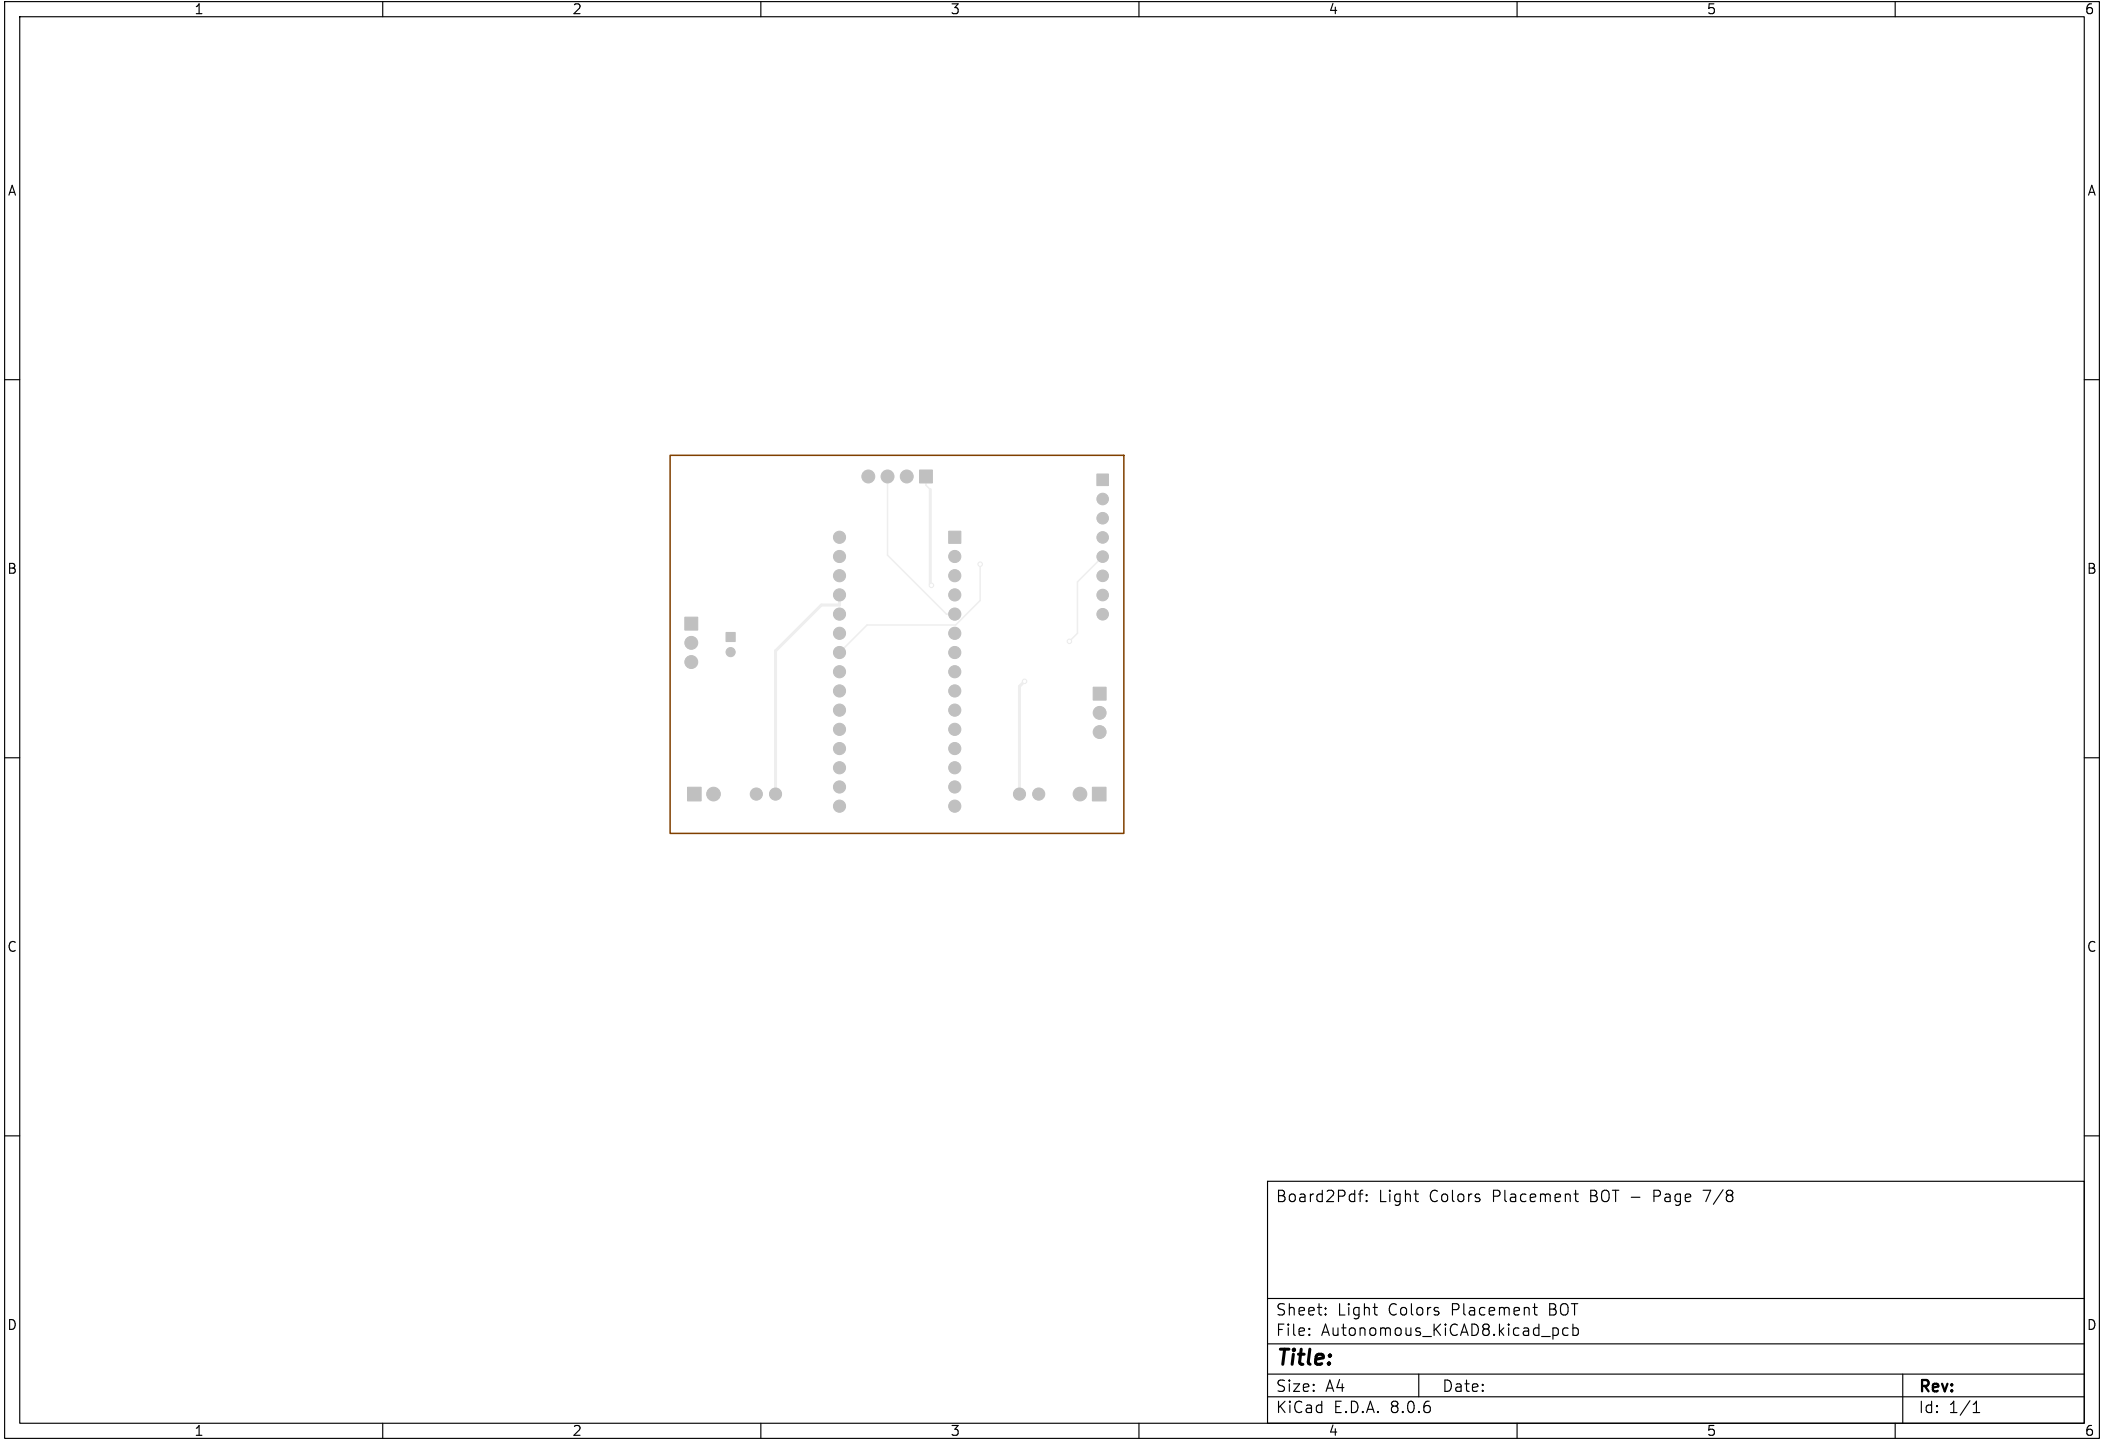 1 2 3 4 5 6
A A
B B
C C
Board2Pdf: Light Colors Placement BOT – Page 7/8
Sheet: Light Colors Placement BOT
D D
File: Autonomous_KiCAD8.kicad_pcb
Title:
Size: A4 Date: Rev:
KiCad E.D.A. 8.0.6 Id: 1/1
1 2 3 4 5 6